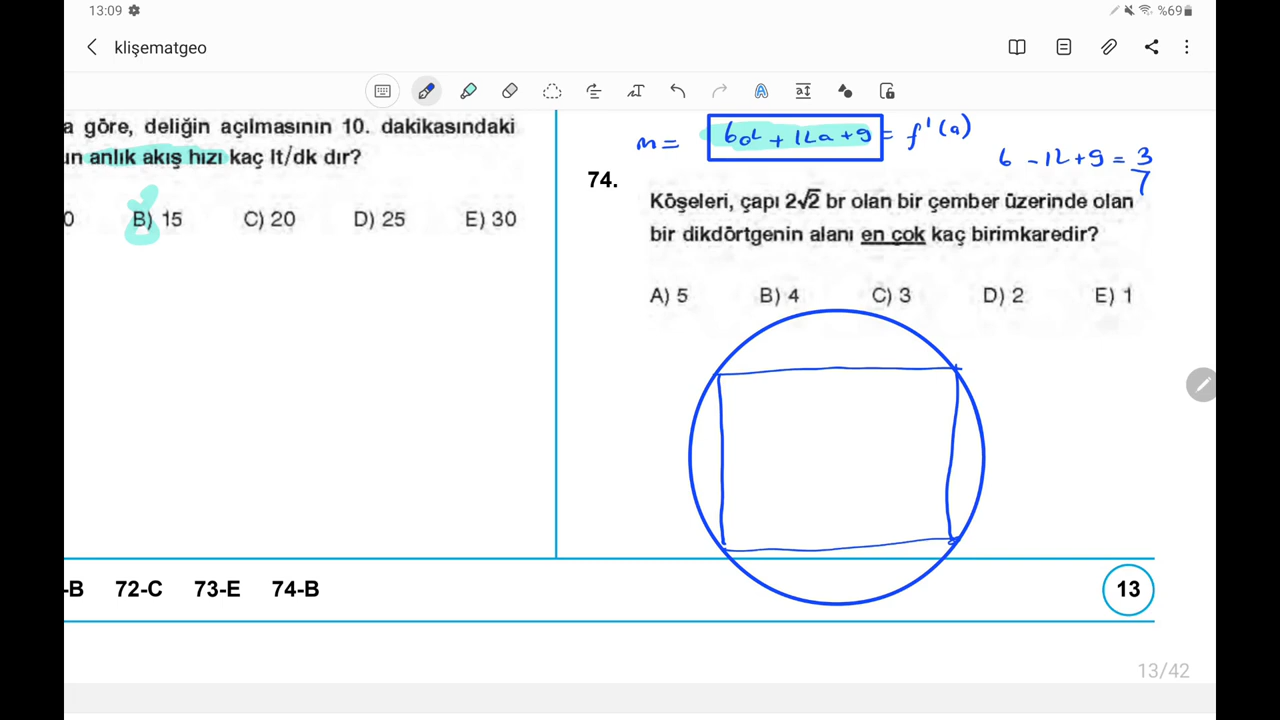 13:09
%69
klişematgeo
a göre, deliğin açılmasının 10. dakikasındaki
un anlık akış hızı kaç lt/dk dır?
0 B) 15 C) 20 D) 25 E) 30
m = 6a² + 12a + 9 = f'(a)
6 - 12 + 9 = 3
74.
Köşeleri, çapı 2√2 br olan bir çember üzerinde olan
bir dikdörtgenin alanı en çok kaç birimkaredir?
A) 5 B) 4 C) 3 D) 2 E) 1
-B 72-C 73-E 74-B
13
13/42